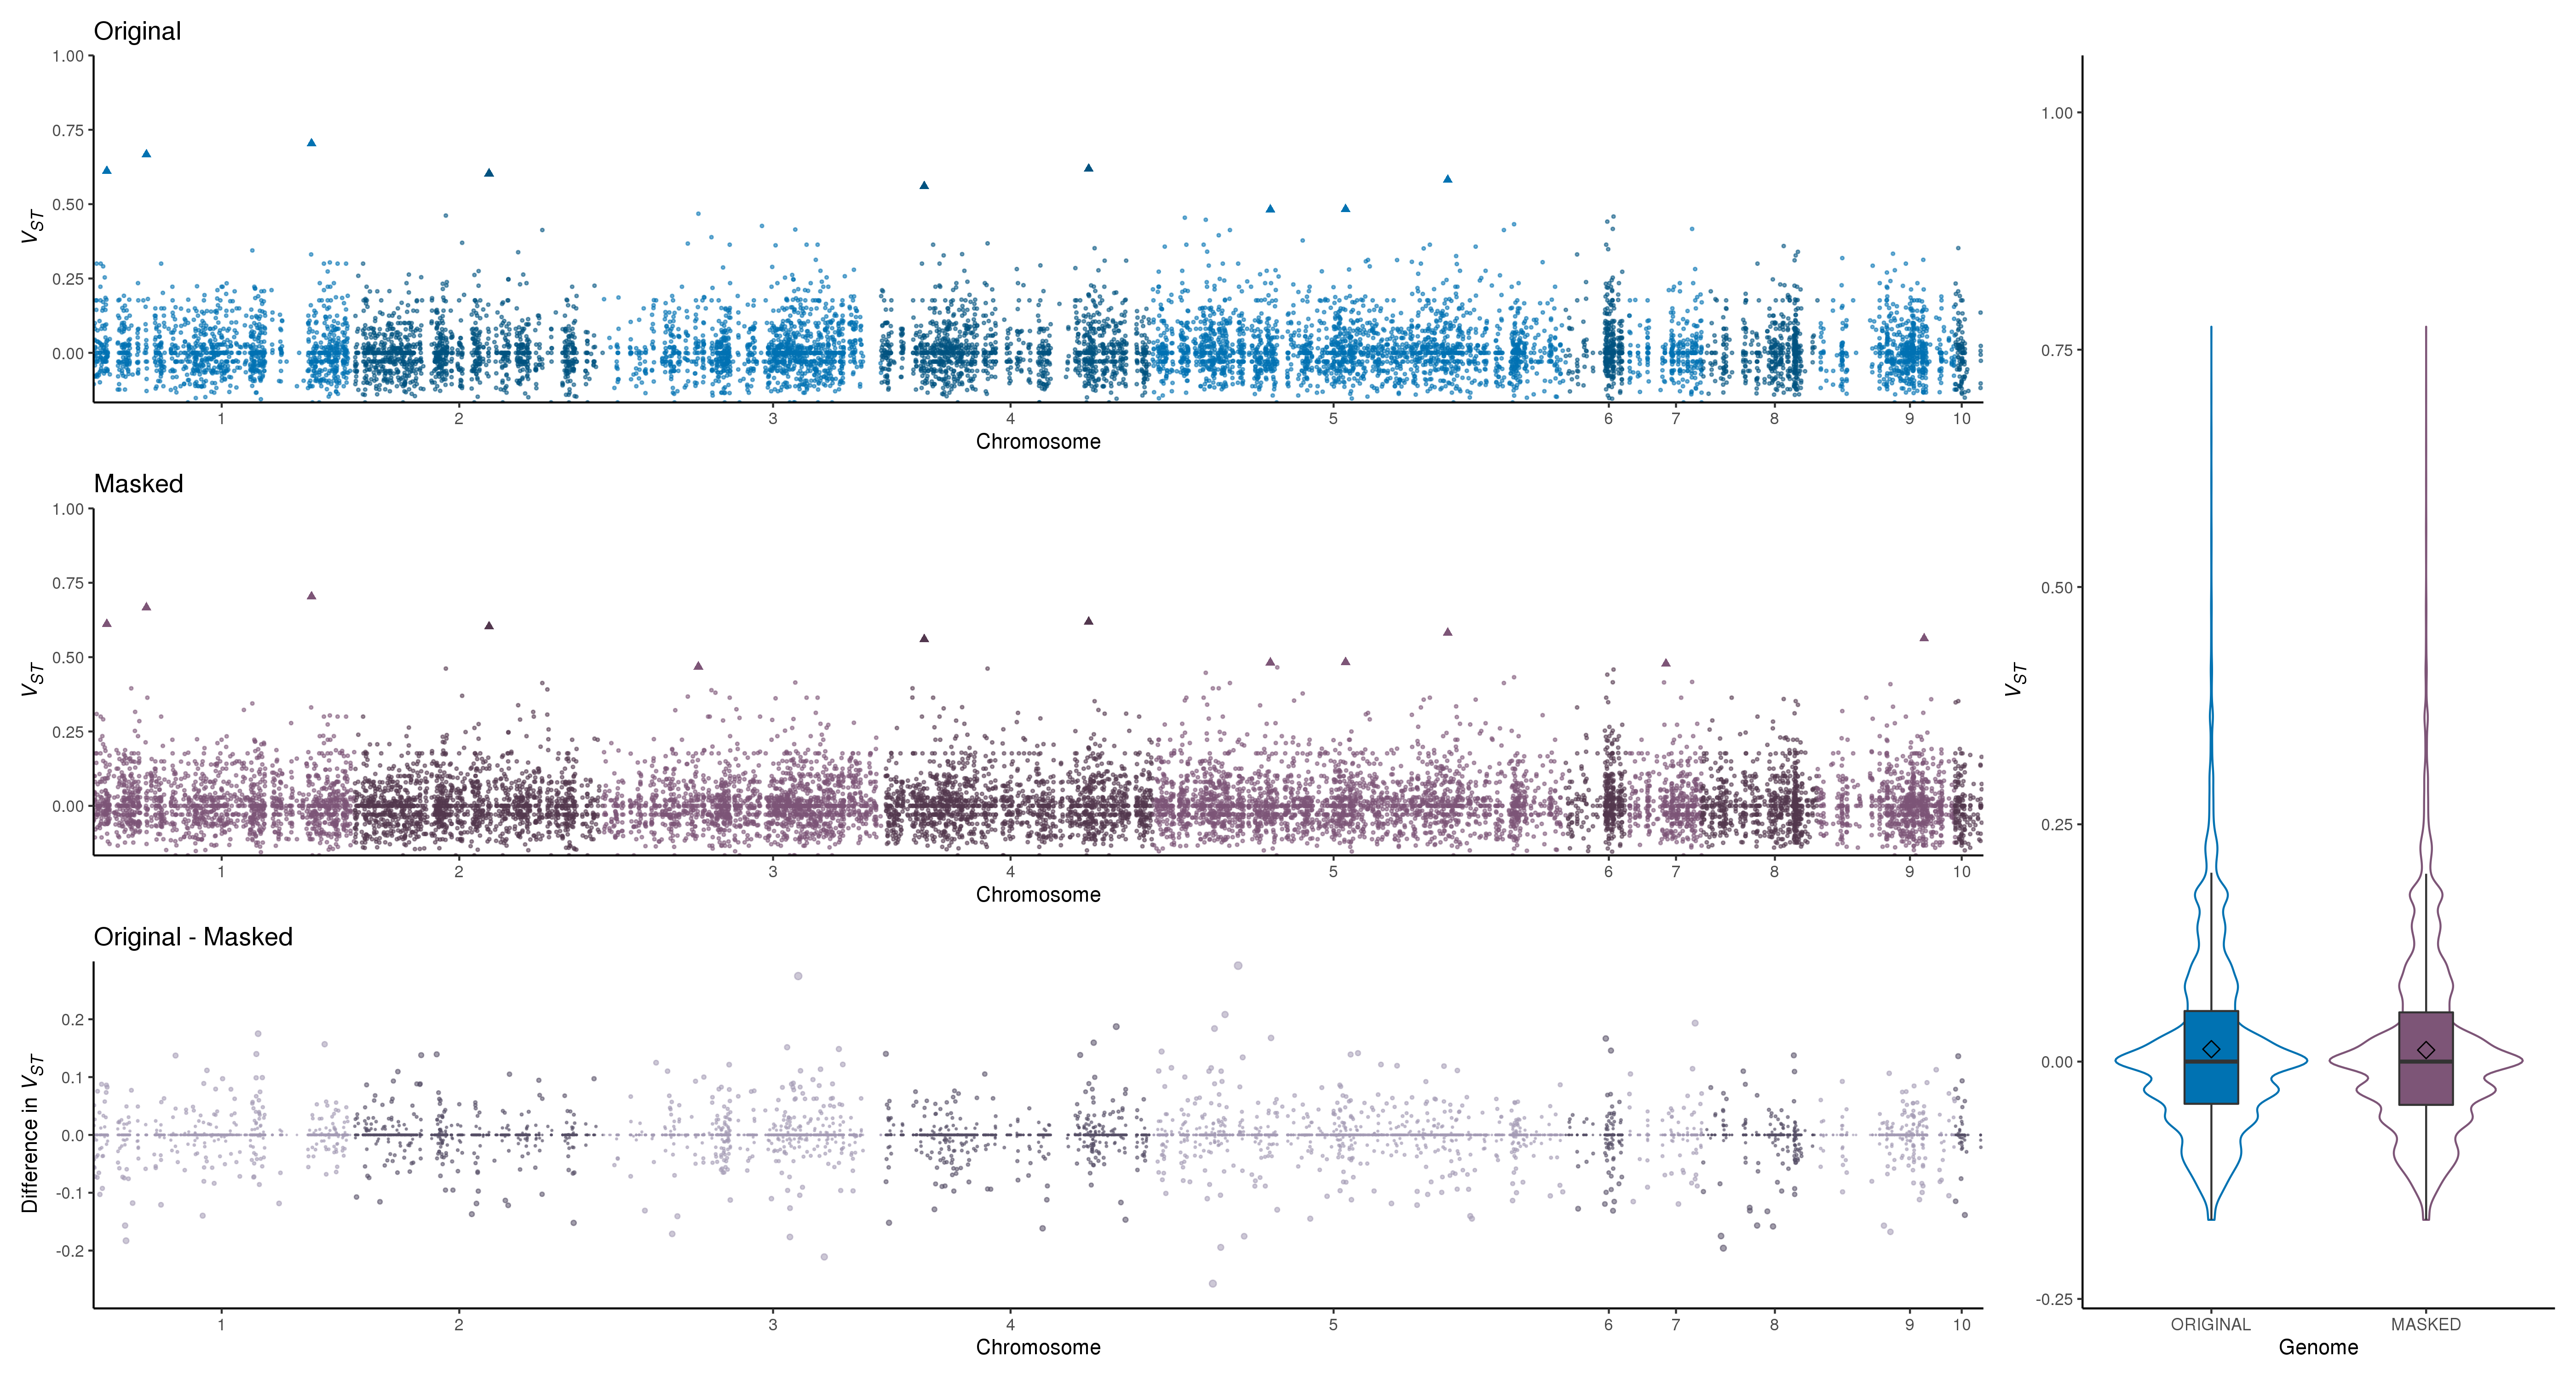 Original
1.00
0.75
0.50
0.25
0.00
VST
1 2 3 4 5 6 7 8 9 10
Chromosome
Masked
1.00
0.75
0.50
0.25
0.00
VST
1 2 3 4 5 6 7 8 9 10
Chromosome
Original - Masked
0.2
0.1
0.0
-0.1
-0.2
Difference in VST
1 2 3 4 5 6 7 8 9 10
Chromosome
1.00
0.75
0.50
0.25
0.00
-0.25
VST
ORIGINAL MASKED
Genome